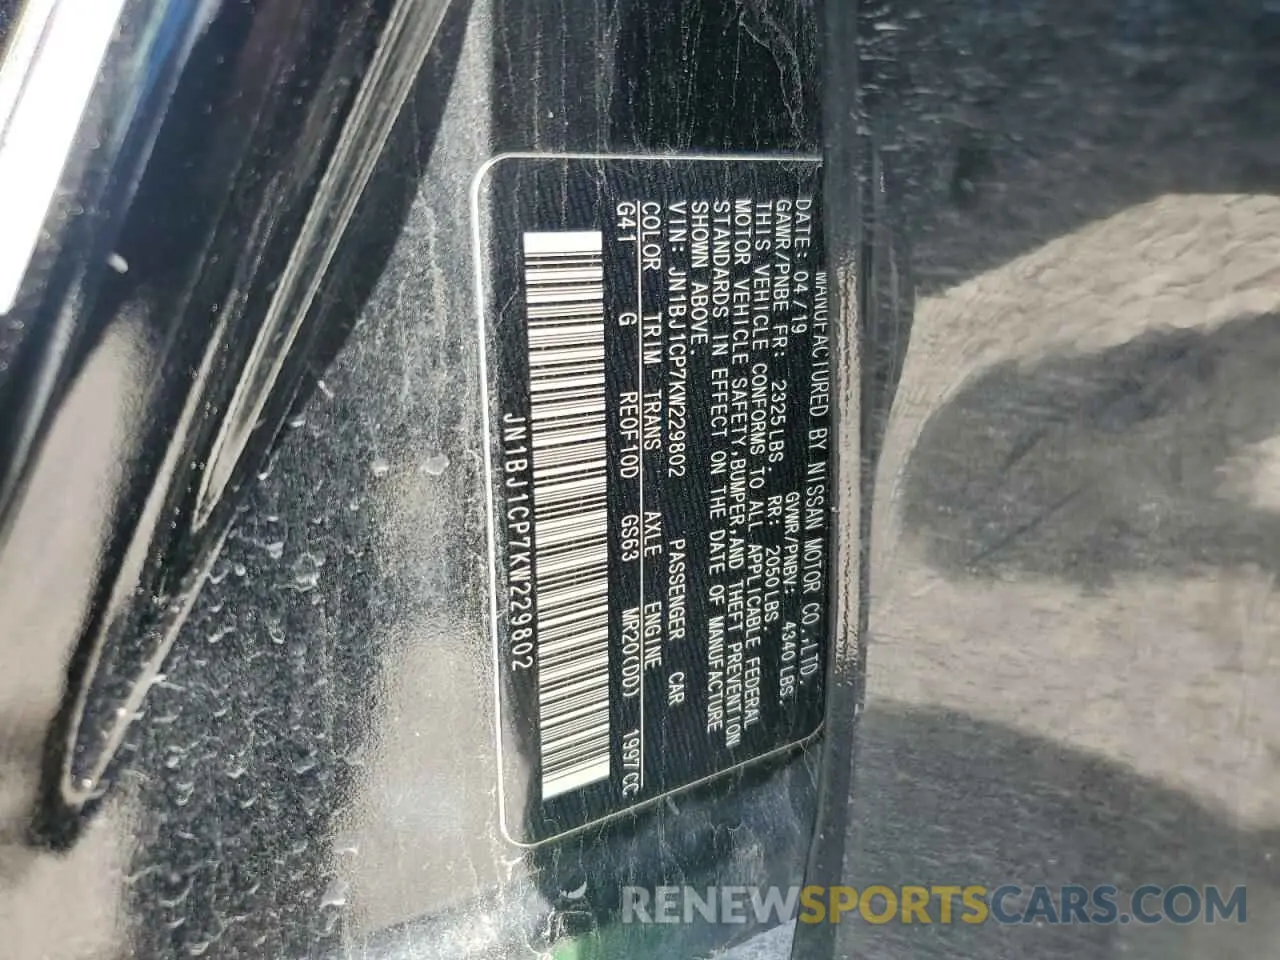 MANUFACTURED BY NISSAN MOTOR CO.,LTD.
DATE: 04/19 GVWR/PNBV: 4340LBS.
GAWR/PNBE FR: 2325LBS. RR: 2050LBS.
THIS VEHICLE CONFORMS TO ALL APPLICABLE FEDERAL
MOTOR VEHICLE SAFETY,BUMPER,AND THEFT PREVENTION
STANDARDS IN EFFECT ON THE DATE OF MANUFACTURE
SHOWN ABOVE.
VIN: JN1BJ1CP7KW229802 PASSENGER CAR
COLOR TRIM TRANS AXLE ENGINE
G41 G RE0F10D GS63 MR20(DD) 1997CC
JN1BJ1CP7KW229802
RENEWSPORTSCARS.COM